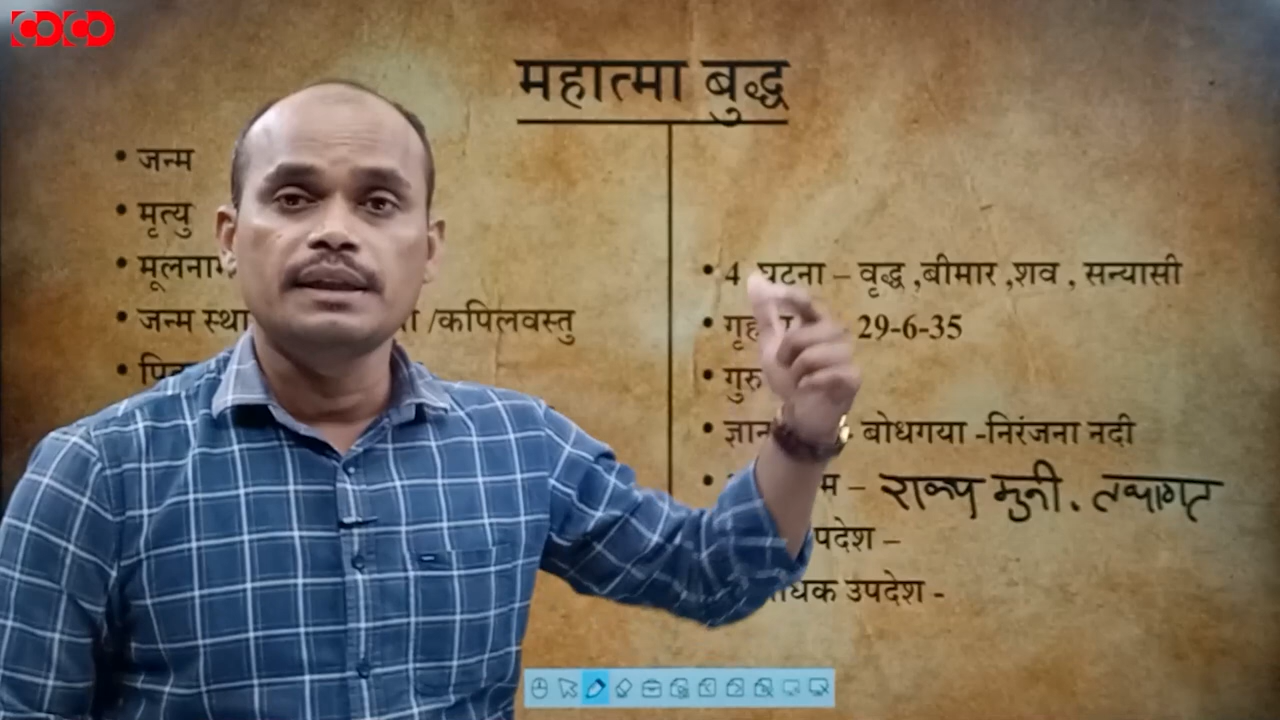 महात्मा बुद्ध
• जन्म
• मृत्यु
• मूलनाम
• जन्म /कपिलवस्तु
• 4 घटना – वृद्ध ,बीमार ,शव , सन्यासी
• 29-6-35
• गुरु
• बोधगया -निरंजना नदी
• – मुनी . तथागत
उपदेश –
उपदेश -